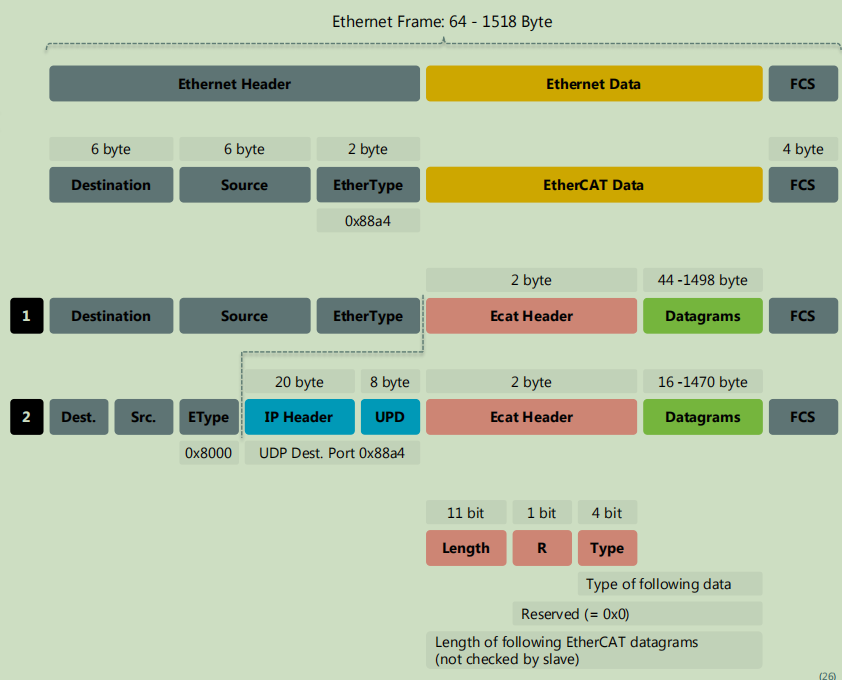 Ethernet Frame: 64 - 1518 Byte
Ethernet Header Ethernet Data FCS
6 byte 6 byte 2 byte 4 byte
Destination Source EtherType EtherCAT Data FCS
0x88a4
2 byte 44 -1498 byte
1 Destination Source EtherType Ecat Header Datagrams FCS
20 byte 8 byte 2 byte 16 -1470 byte
2 Dest. Src. EType IP Header UPD Ecat Header Datagrams FCS
0x8000 UDP Dest. Port 0x88a4
11 bit 1 bit 4 bit
Length R Type
Type of following data
Reserved (= 0x0)
Length of following EtherCAT datagrams
(not checked by slave)
(26)